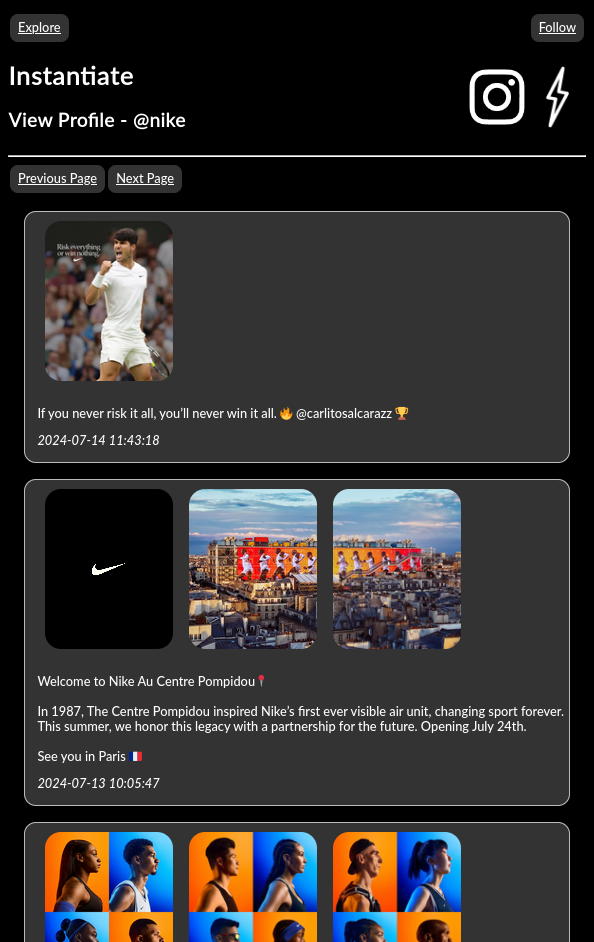 Explore
Follow
Instantiate
View Profile - @nike
Previous Page
Next Page
Risk everything
or win nothing.
If you never risk it all, you’ll never win it all. 🔥 @carlitosalcarazz 🏆
2024-07-14 11:43:18
Welcome to Nike Au Centre Pompidou📍
In 1987, The Centre Pompidou inspired Nike’s first ever visible air unit, changing sport forever.
This summer, we honor this legacy with a partnership for the future. Opening July 24th.
See you in Paris 🇫🇷
2024-07-13 10:05:47